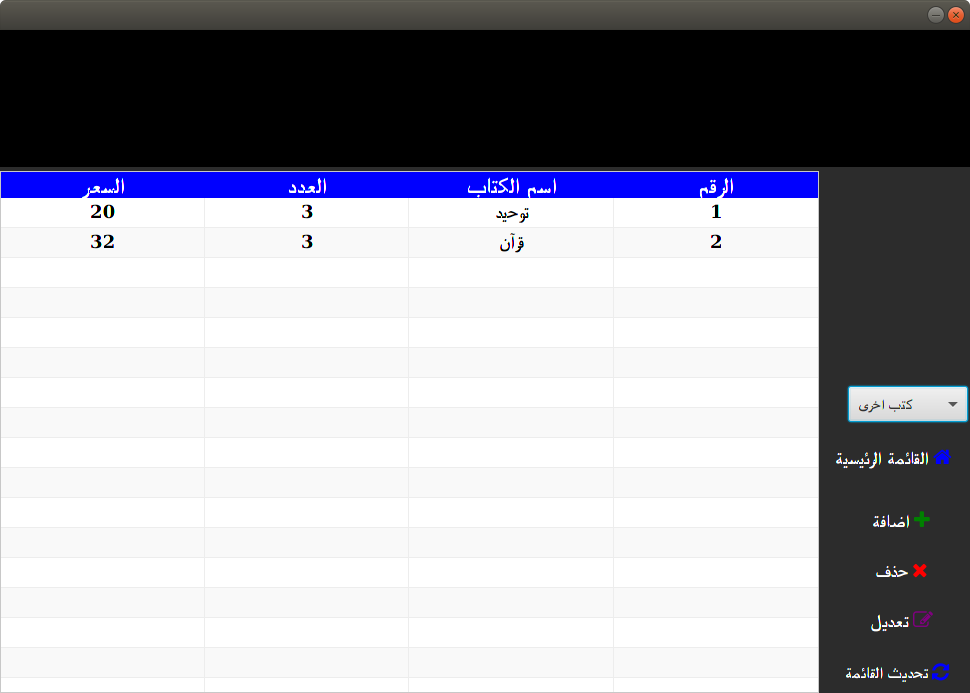 الرقم اسم الكتاب العدد السعر
1 توحيد 3 20
2 قرآن 3 32
كتب اخرى
القائمة الرئيسية
اضافة
حذف
تعديل
تحديث القائمة